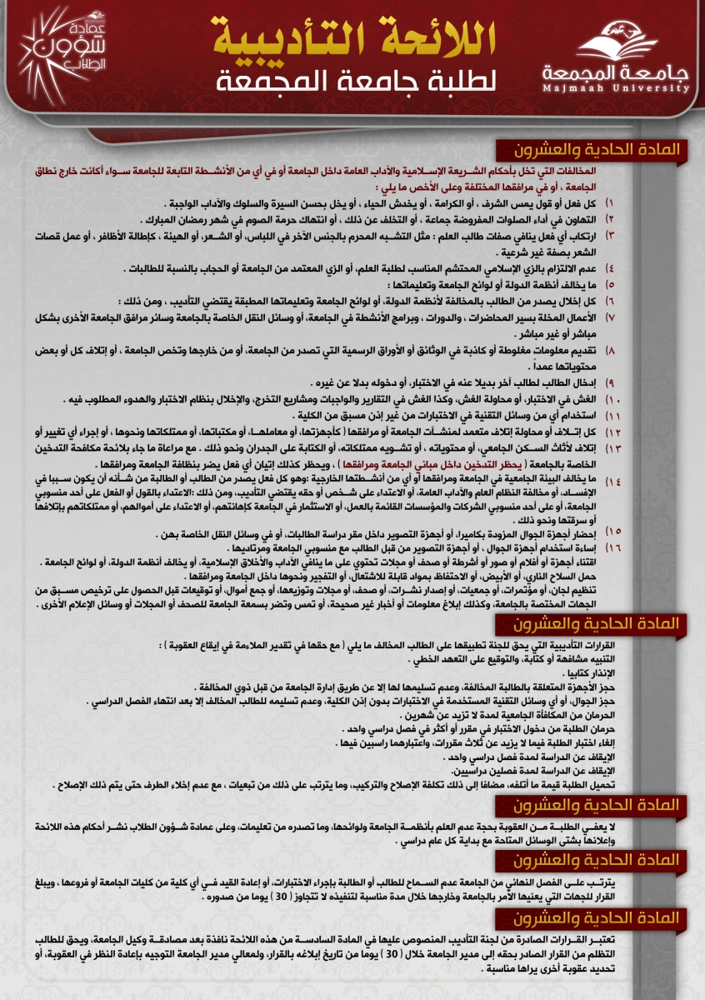 عمادة
شؤون
الطلاب
اللائحة التأديبية
لطلبة جامعة المجمعة
جامعة المجمعة
Majmaah University
المادة الحادية والعشرون
المخالفات التي تخل بأحكام الشريعة الإسلامية والآداب العامة داخل الجامعة أو في أي من الأنشطة التابعة للجامعة سواء أكانت خارج نطاق
الجامعة ، أو في مرافقها المختلفة وعلى الأخص ما يلي :
١) كل فعل أو قول يمس الشرف ، أو الكرامة ، أو يخدش الحياء ، أو يخل بحسن السيرة والسلوك والآداب الواجبة .
٢) التهاون في أداء الصلوات المفروضة جماعة ، أو التخلف عن ذلك ، أو انتهاك حرمة الصوم في شهر رمضان المبارك .
٣) ارتكاب أي فعل ينافي صفات طالب العلم : مثل التشبه المحرم بالجنس الآخر في اللباس، أو الشعر، أو الهيئة ، كإطالة الأظافر ، أو عمل قصات
الشعر بصفة غير شرعية .
٤) عدم الالتزام بالزي الإسلامي المحتشم المناسب لطلبة العلم، أو الزي المعتمد من الجامعة أو الحجاب بالنسبة للطالبات .
٥) ما يخالف أنظمة الدولة أو لوائح الجامعة وتعليماتها :
٦) كل إخلال يصدر من الطالب بالمخالفة لأنظمة الدولة، أو لوائح الجامعة وتعليماتها المطبقة يقتضي التأديب ، ومن ذلك :
٧) الأعمال المخلة بسير المحاضرات ، والدورات ، وبرامج الأنشطة في الجامعة، أو وسائل النقل الخاصة بالجامعة وسائر مرافق الجامعة الأخرى بشكل
مباشر أو غير مباشر .
٨) تقديم معلومات مغلوطة أو كاذبة في الوثائق أو الأوراق الرسمية التي تصدر من الجامعة، أو من خارجها وتخص الجامعة ، أو إتلاف كل أو بعض
محتوياتها عمداً .
٩) إدخال الطالب لطالب آخر بديلا عنه في الاختبار، أو دخوله بدلا عن غيره .
١٠) الغش في الاختبار، أو محاولة الغش، وكذا الغش في التقارير والواجبات ومشاريع التخرج، والإخلال بنظام الاختبار والهدوء المطلوب فيه .
١١) استخدام أي من وسائل التقنية في الاختبارات من غير إذن مسبق من الكلية .
١٢) كل إتلاف أو محاولة إتلاف متعمد لمنشآت الجامعة أو مرافقها ( كأجهزتها، أو معاملها، أو مكتباتها، أو ممتلكاتها ونحوها ، أو إجراء أي تغيير أو
١٣) إتلاف لأثاث السكن الجامعي، أو محتوياته ، أو تشويه ممتلكاته، أو الكتابة على الجدران ونحو ذلك . مع مراعاة ما جاء بلائحة مكافحة التدخين
الخاصة بالجامعة ( يحظر التدخين داخل مباني الجامعة ومرافقها ) ، ويحظر كذلك إتيان أي فعل يضر بنظافة الجامعة ومرافقها .
١٤) ما يخالف البيئة الجامعية في الجامعة ومرافقها أو أي من أنشطتها الخارجية :وهو كل فعل يصدر من الطالب أو الطالبة من شأنه أن يكون سببا في
الإفساد، أو مخالفة النظام العام والآداب العامة، أو الاعتداء على شخص أو حقه يقتضي التأديب، ومن ذلك :الاعتداء بالقول أو الفعل على أحد منسوبي
الجامعة، أو على أحد منسوبي الشركات والمؤسسات القائمة بالعمل، أو الاستثمار في الجامعة كإهانتهم، أو الاعتداء على أموالهم، أو ممتلكاتهم بإتلافها
أو سرقتها ونحو ذلك .
١٥) إحضار أجهزة الجوال المزودة بكاميرا، أو أجهزة التصوير داخل مقر دراسة الطالبات، أو في وسائل النقل الخاصة بهن .
١٦) إساءة استخدام أجهزة الجوال ، أو أجهزة التصوير من قبل الطالب مع منسوبي الجامعة ومرتاديها .
اقتناء أجهزة أو أفلام أو صور أو أشرطة أو صحف أو مجلات تحتوي على ما ينافي الآداب والأخلاق الإسلامية، أو يخالف أنظمة الدولة، أو لوائح الجامعة .
حمل السلاح الناري، أو الأبيض، أو الاحتفاظ بمواد قابلة للاشتعال، أو التفجير ونحوها داخل الجامعة ومرافقها .
تنظيم لجان، أو مؤتمرات، أو جمعيات، أو إصدار نشرات، أو صحف، أو مجلات وتوزيعها، أو جمع أموال، أو توقيعات قبل الحصول على ترخيص مسبق من
الجهات المختصة بالجامعة، وكذلك إبلاغ معلومات أو أخبار غير صحيحة، أو تمس وتضر بسمعة الجامعة للصحف أو المجلات أو وسائل الإعلام الأخرى .
المادة الحادية والعشرون
القرارات التأديبية التي يحق للجنة تطبيقها على الطالب المخالف ما يلي ( مع حقها في تقدير الملاءمة في إيقاع العقوبة ) :
التنبيه مشافهة أو كتابة، والتوقيع على التعهد الخطي .
الإنذار كتابيا .
حجز الأجهزة المتعلقة بالطالبة المخالفة، وعدم تسليمها لها إلا عن طريق إدارة الجامعة من قبل ذوي المخالفة .
حجز الجوال، أو أي وسائل التقنية المستخدمة في الاختبارات بدون إذن الكلية، وعدم تسليمه للطالب المخالف إلا بعد انتهاء الفصل الدراسي .
الحرمان من المكافأة الجامعية لمدة لا تزيد عن شهرين .
حرمان الطلبة من دخول الاختبار في مقرر أو أكثر في فصل دراسي واحد .
إلغاء اختبار الطلبة فيما لا يزيد عن ثلاث مقررات، واعتبارهما راسبين فيها .
الإيقاف عن الدراسة لمدة فصل دراسي واحد .
الإيقاف عن الدراسة لمدة فصلين دراسيين.
تحميل الطلبة قيمة ما أتلفه، مضافا إلى ذلك تكلفة الإصلاح والتركيب، وما يترتب على ذلك من تبعيات ، مع عدم إخلاء الطرف حتى يتم ذلك الإصلاح .
المادة الحادية والعشرون
لا يعفي الطلبة من العقوبة بحجة عدم العلم بأنظمة الجامعة ولوائحها، وما تصدره من تعليمات، وعلى عمادة شؤون الطلاب نشر أحكام هذه اللائحة
وإعلانها بشتى الوسائل المتاحة مع بداية كل عام دراسي .
المادة الحادية والعشرون
يترتب على الفصل النهائي من الجامعة عدم السماح للطالب أو الطالبة بإجراء الاختبارات، أو إعادة القيد في أي كلية من كليات الجامعة أو فروعها ، ويبلغ
القرار للجهات التي يعنيها الأمر بالجامعة وخارجها خلال مدة مناسبة لتنفيذه لا تتجاوز ( 30 ) يوما من صدوره .
المادة الحادية والعشرون
تعتبر القرارات الصادرة من لجنة التأديب المنصوص عليها في المادة السادسة من هذه اللائحة نافذة بعد مصادقة وكيل الجامعة، ويحق للطالب
التظلم من القرار الصادر بحقه إلى مدير الجامعة خلال ( 30 ) يوما من تاريخ إبلاغه بالقرار، ولمعالي مدير الجامعة التوجيه بإعادة النظر في العقوبة، أو
تحديد عقوبة أخرى يراها مناسبة .